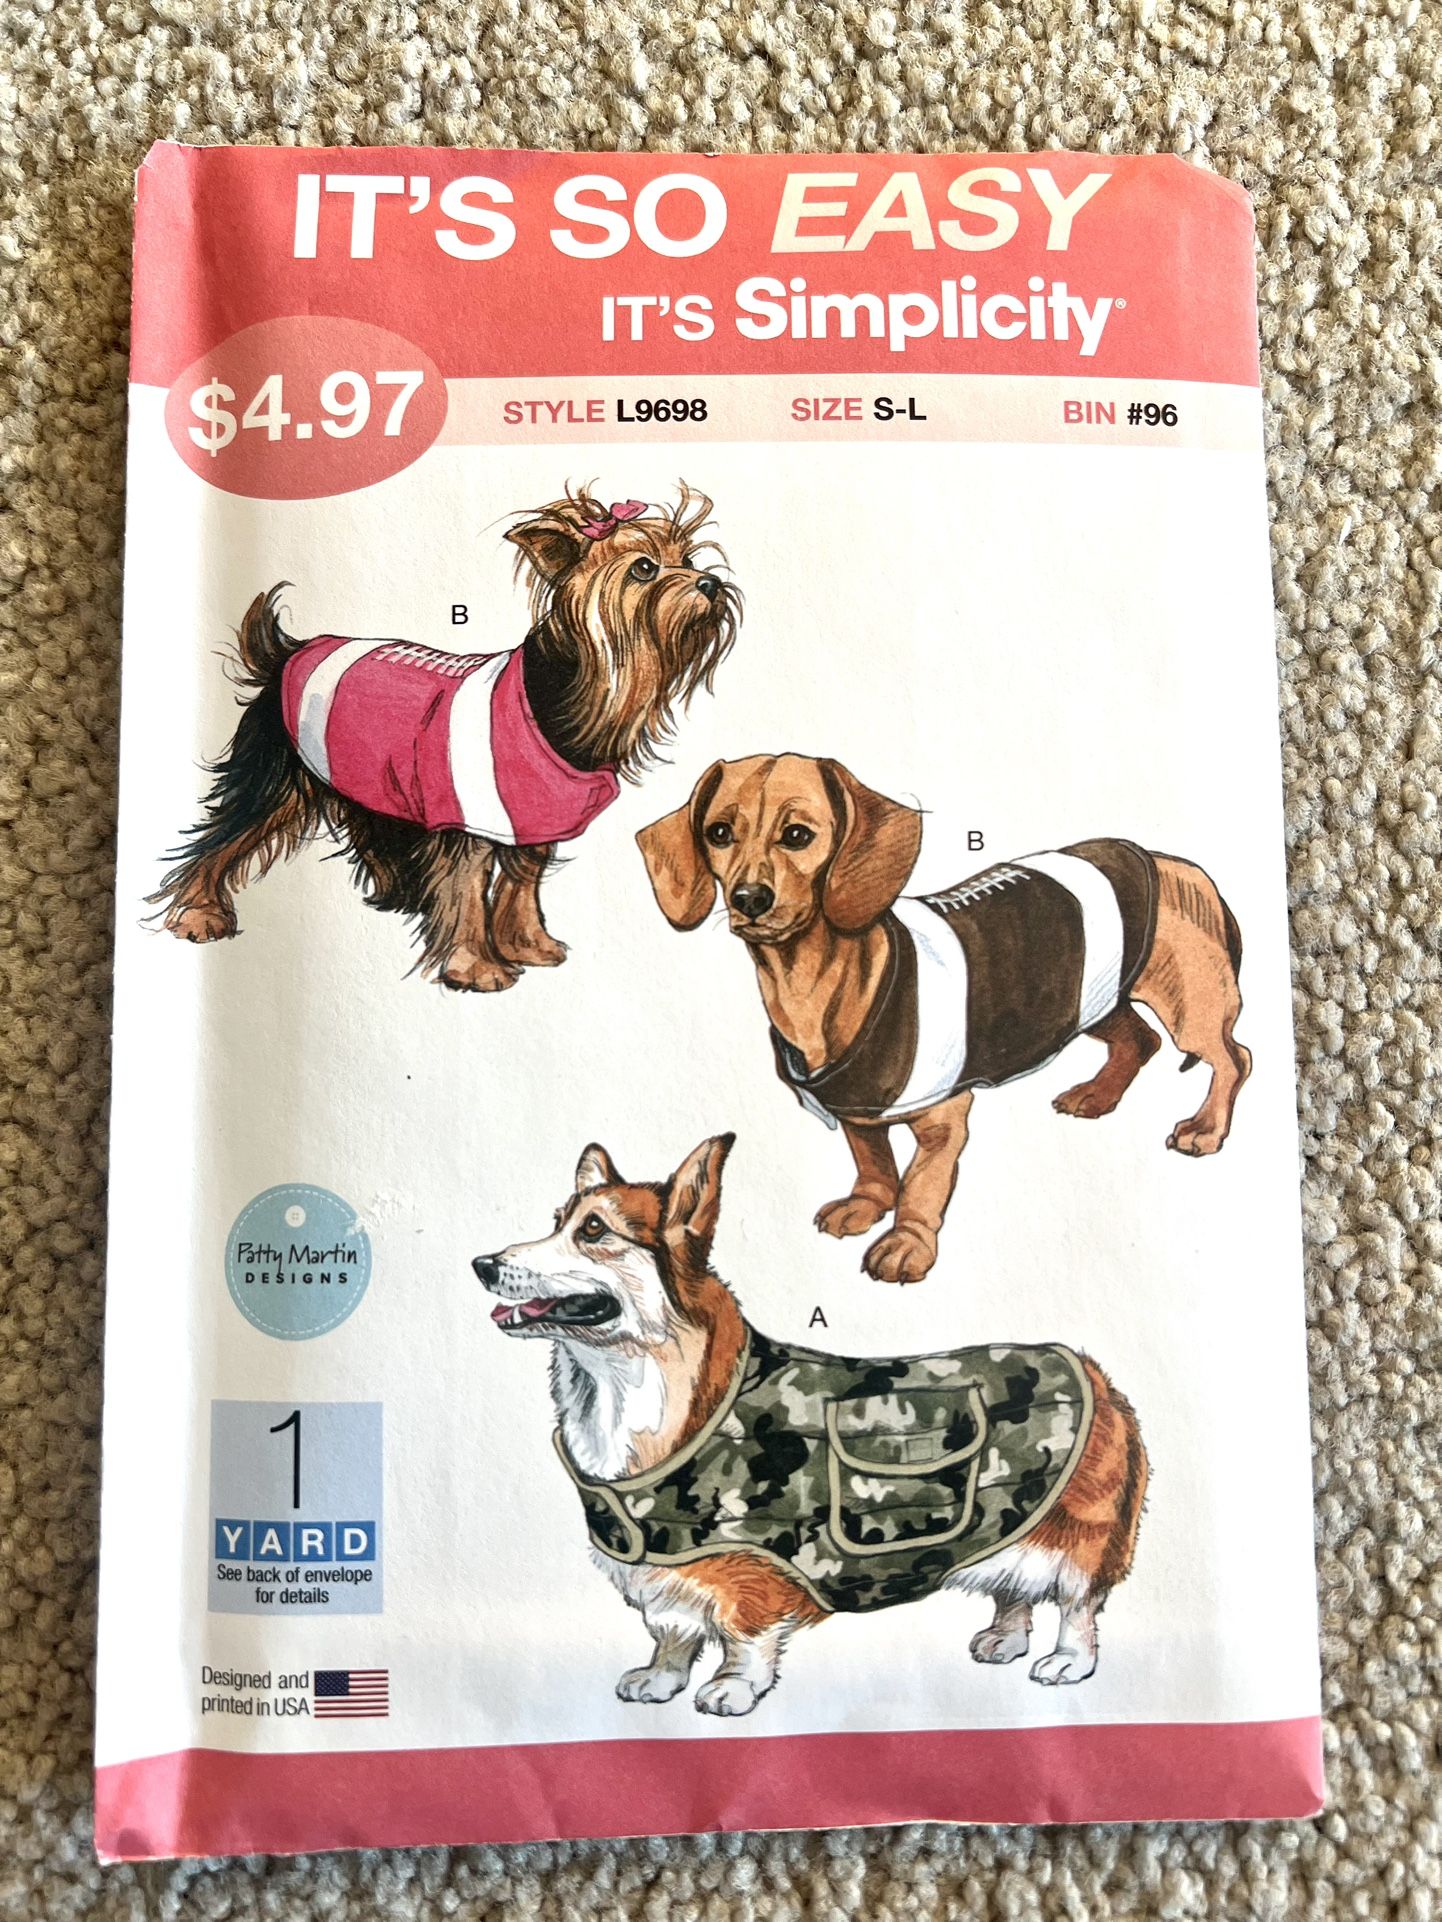 IT'S SO EASY
IT'S Simplicity®
$4.97
STYLE L9698 SIZE S-L BIN #96
B
B
A
Patty Martin
DESIGNS
1
YARD
See back of envelope
for details
Designed and
printed in USA